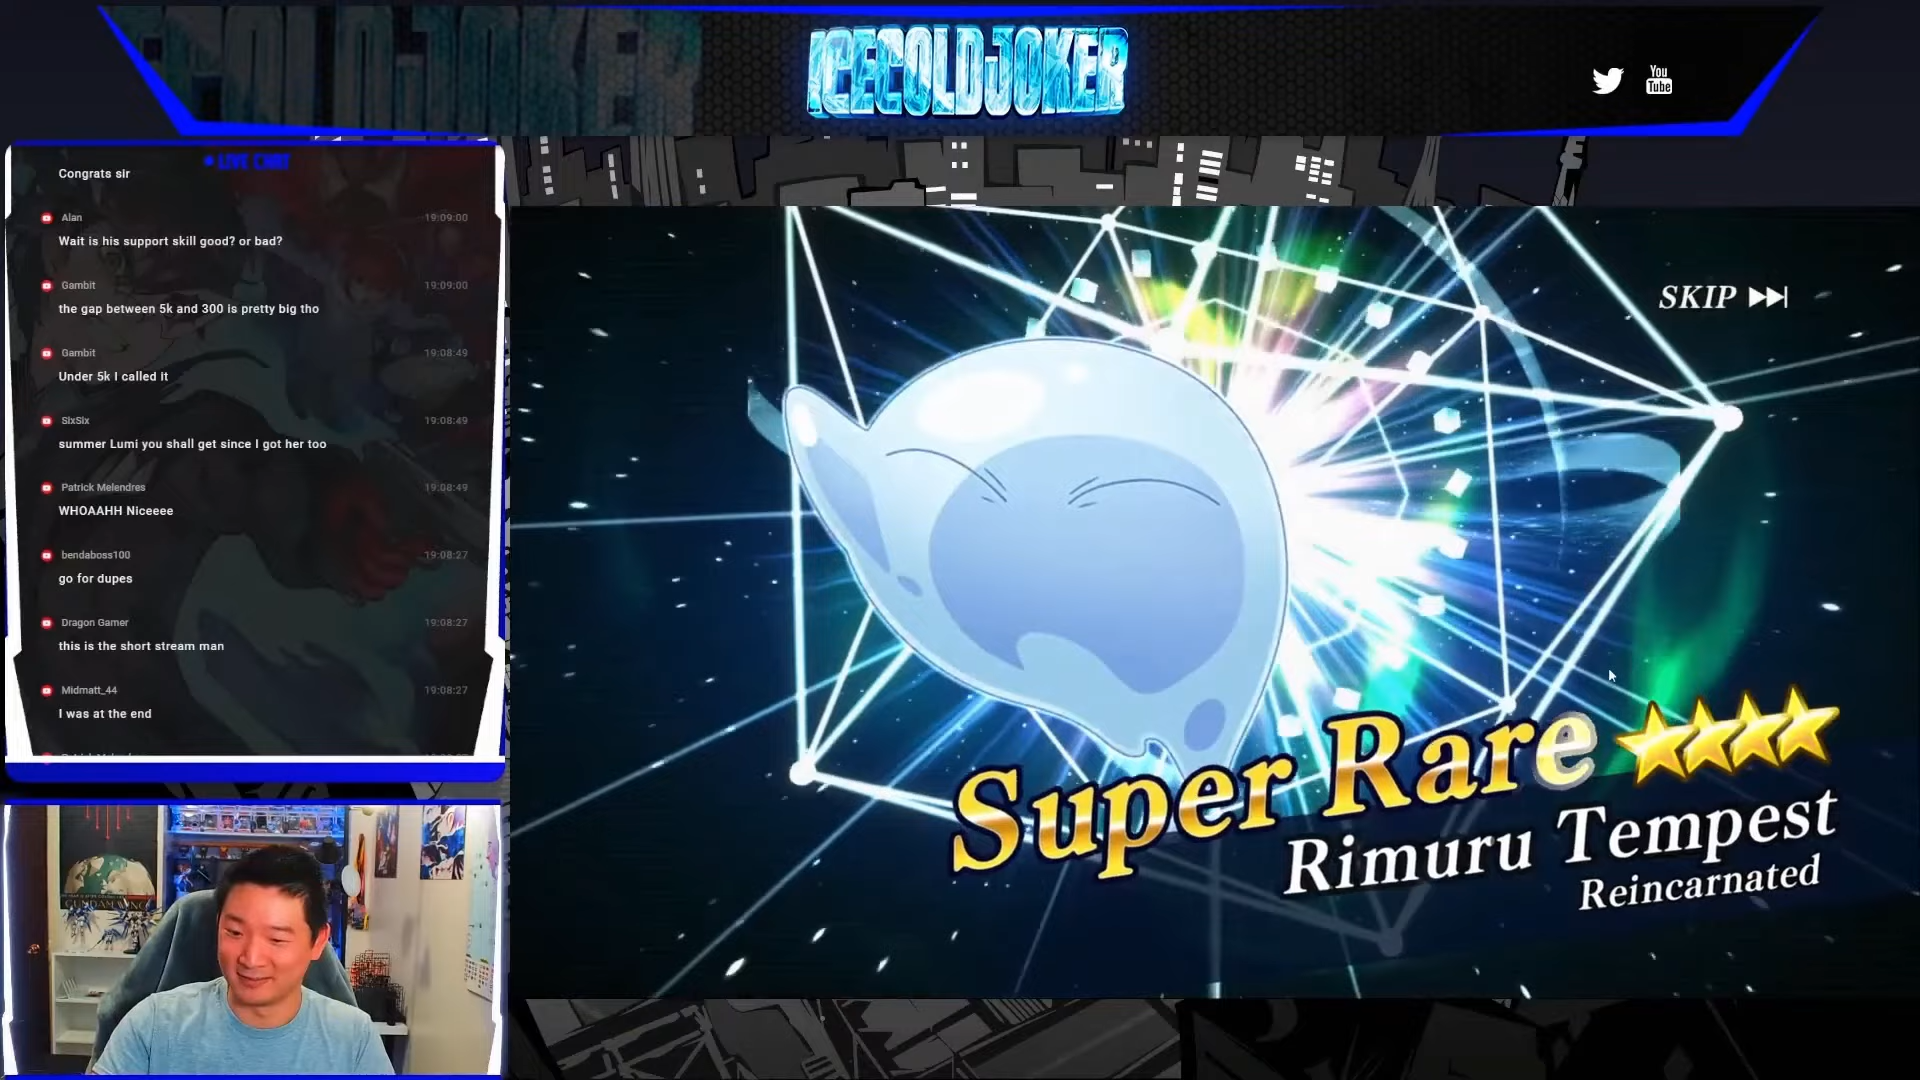 ICECOLDJOKER
You
Tube
LIVE CHAT
Congrats sir
Alan 19:09:00
Wait is his support skill good? or bad?
Gambit 19:09:00
the gap between 5k and 300 is pretty big tho
Gambit 19:08:49
Under 5k I called it
SixSix 19:08:49
summer Lumi you shall get since I got her too
Patrick Melendres 19:08:49
WHOAAHH Niceeee
bendaboss100 19:08:27
go for dupes
Dragon Gamer 19:08:27
this is the short stream man
Midmatt_44 19:08:27
I was at the end
SKIP
Super Rare
Rimuru Tempest
Reincarnated
GUNDAM WING